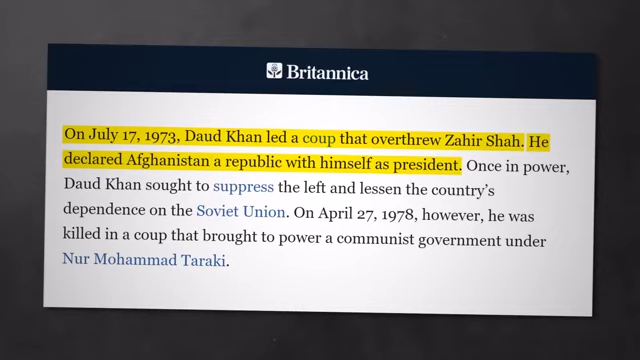 Britannica
On July 17, 1973, Daud Khan led a coup that overthrew Zahir Shah. He
declared Afghanistan a republic with himself as president. Once in power,
Daud Khan sought to suppress the left and lessen the country’s
dependence on the Soviet Union. On April 27, 1978, however, he was
killed in a coup that brought to power a communist government under
Nur Mohammad Taraki.